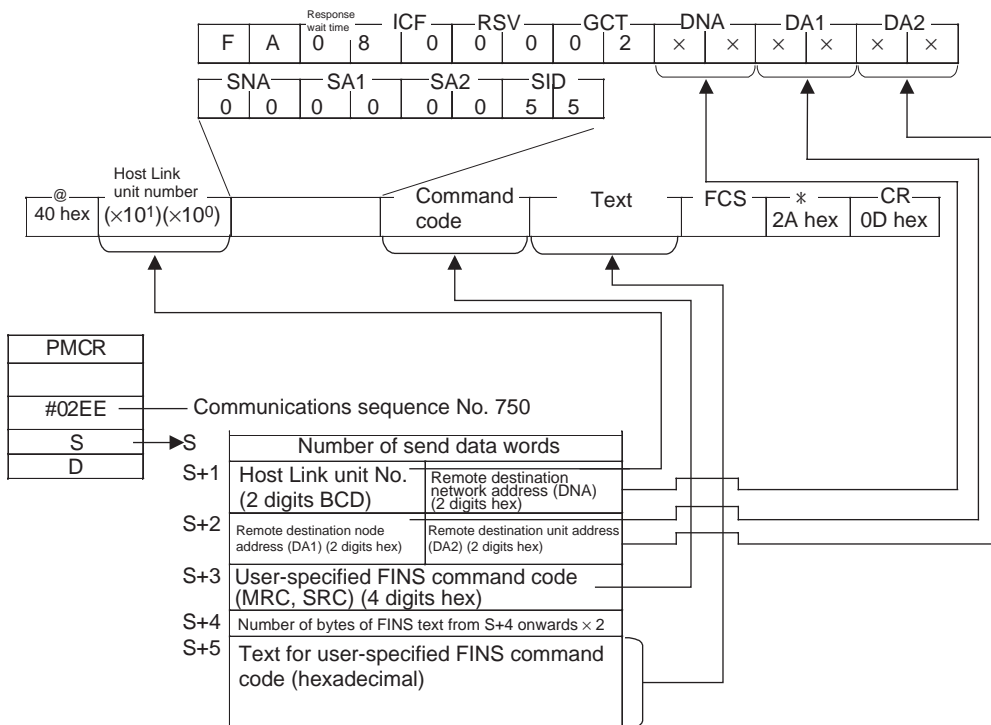 Response
wait time ICF RSV GCT DNA DA1 DA2
F A 0 8 0 0 0 0 2 × × × × × ×
SNA SA1 SA2 SID
0 0 0 0 0 0 5 5
@
40 hex
Host Link
unit number
(×10¹)(×10⁰)
Command
code
Text
FCS
*
2A hex
CR
0D hex
PMCR
#02EE
Communications sequence No. 750
S
D
S
Number of send data words
S+1
Host Link unit No.
(2 digits BCD)
Remote destination
network address (DNA)
(2 digits hex)
S+2
Remote destination node
address (DA1) (2 digits hex)
Remote destination unit address
(DA2) (2 digits hex)
S+3
User-specified FINS command code
(MRC, SRC) (4 digits hex)
S+4
Number of bytes of FINS text from S+4 onwards × 2
S+5
Text for user-specified FINS command
code (hexadecimal)